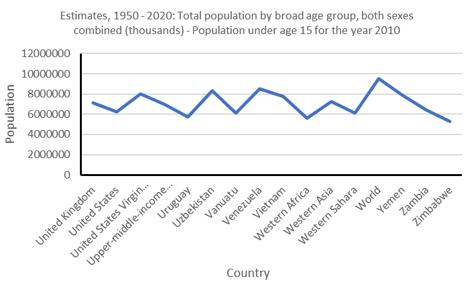 Estimates, 1950 - 2020: Total population by broad age group, both sexes
combined (thousands) - Population under age 15 for the year 2010
Population
12000000
10000000
8000000
6000000
4000000
2000000
0
United Kingdom
United States
United States Virgin...
Upper-middle-income...
Uruguay
Uzbekistan
Vanuatu
Venezuela
Vietnam
Western Africa
Western Asia
Western Sahara
World
Yemen
Zambia
Zimbabwe
Country